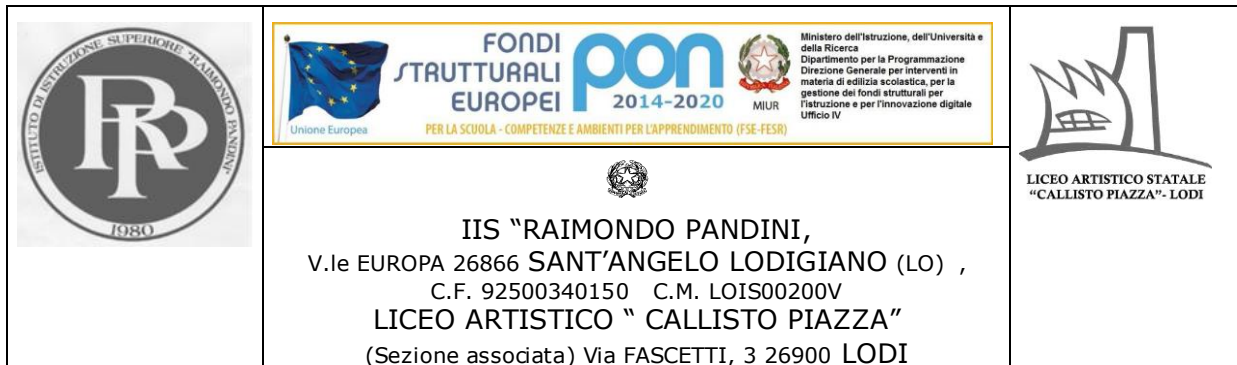 ISTITUTO DI ISTRUZIONE SUPERIORE "RAIMONDO PANDINI"
1980
Unione Europea
FONDI
STRUTTURALI
EUROPEI
pon
2014-2020
MIUR
Ministero dell'Istruzione, dell'Università e
della Ricerca
Dipartimento per la Programmazione
Direzione Generale per interventi in
materia di edilizia scolastica, per la
gestione dei fondi strutturali per
l'istruzione e per l'innovazione digitale
Ufficio IV
PER LA SCUOLA - COMPETENZE E AMBIENTI PER L'APPRENDIMENTO (FSE-FESR)
LICEO ARTISTICO STATALE
"CALLISTO PIAZZA"- LODI
IIS "RAIMONDO PANDINI,
V.le EUROPA 26866 SANT'ANGELO LODIGIANO (LO) ,
C.F. 92500340150 C.M. LOIS00200V
LICEO ARTISTICO " CALLISTO PIAZZA"
(Sezione associata) Via FASCETTI, 3 26900 LODI